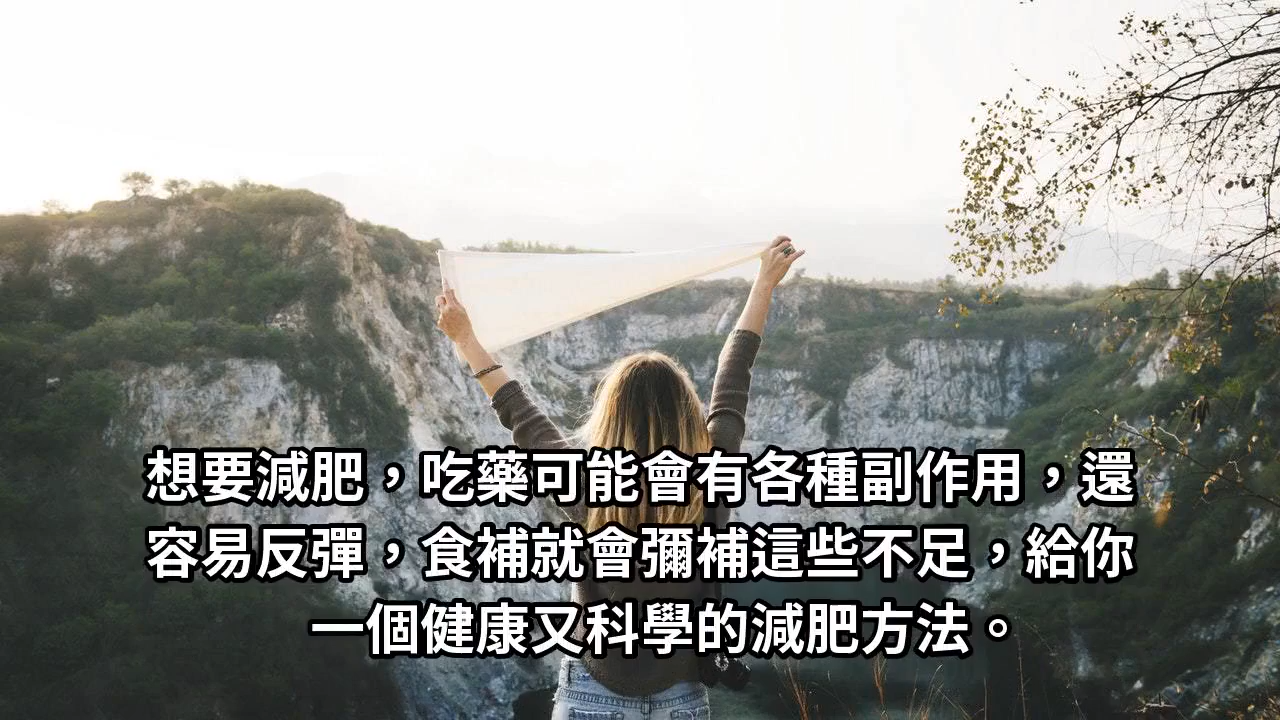 想要減肥，吃藥可能會有各種副作用，還
容易反彈，食補就會彌補這些不足，給你
一個健康又科學的減肥方法。